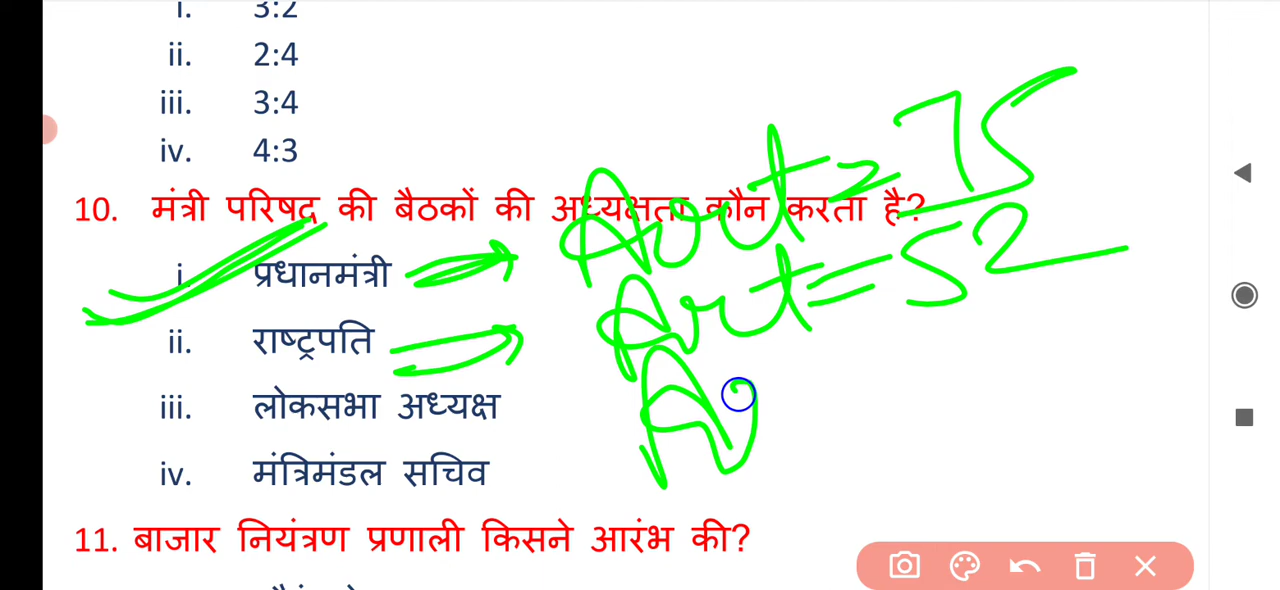 i. 3:2
ii. 2:4
iii. 3:4
iv. 4:3
10. मंत्री परिषद की बैठकों की अध्यक्षता कौन करता है?
Art = 75
i. प्रधानमंत्री
Art = 52
ii. राष्ट्रपति
iii. लोकसभा अध्यक्ष
iv. मंत्रिमंडल सचिव
11. बाजार नियंत्रण प्रणाली किसने आरंभ की?